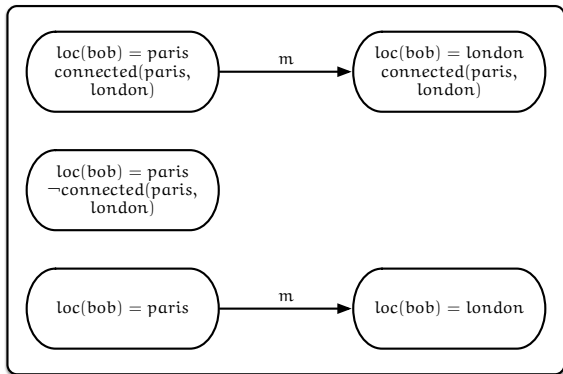 loc(bob) = paris
connected(paris,
london)
m
loc(bob) = london
connected(paris,
london)
loc(bob) = paris
¬connected(paris,
london)
loc(bob) = paris
m
loc(bob) = london